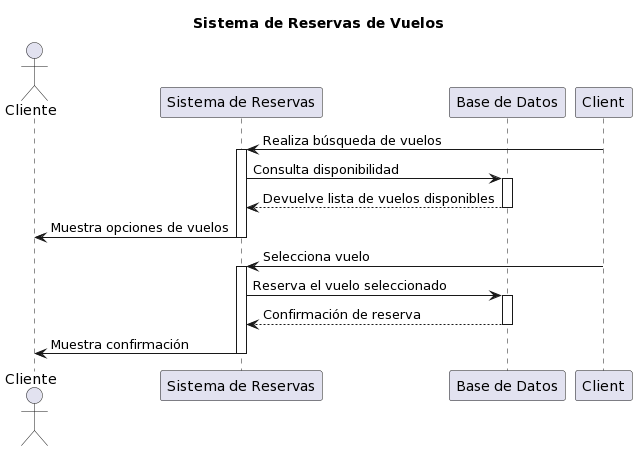 Sistema de Reservas de Vuelos
Cliente
Sistema de Reservas
Base de Datos
Client
Realiza búsqueda de vuelos
Consulta disponibilidad
Devuelve lista de vuelos disponibles
Muestra opciones de vuelos
Selecciona vuelo
Reserva el vuelo seleccionado
Confirmación de reserva
Muestra confirmación
Cliente
Sistema de Reservas
Base de Datos
Client